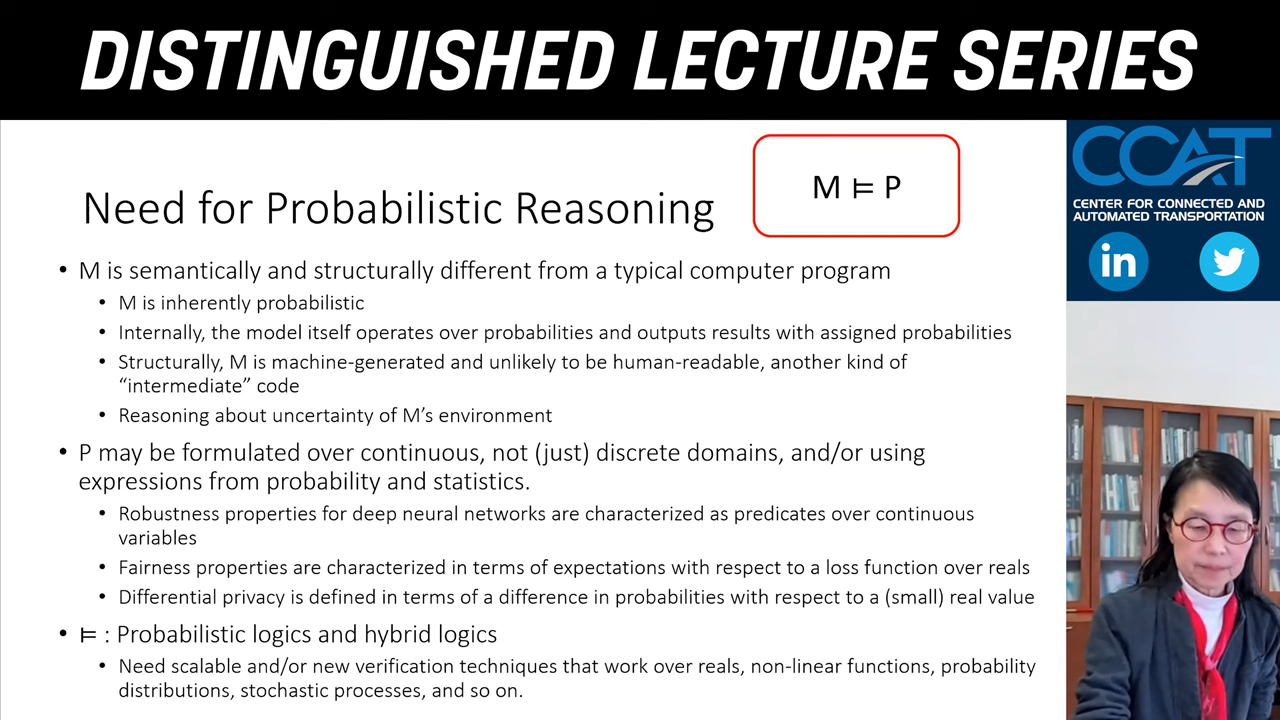 DISTINGUISHED LECTURE SERIES
Need for Probabilistic Reasoning
M ⊨ P
• M is semantically and structurally different from a typical computer program
• M is inherently probabilistic
• Internally, the model itself operates over probabilities and outputs results with assigned probabilities
• Structurally, M is machine-generated and unlikely to be human-readable, another kind of
“intermediate” code
• Reasoning about uncertainty of M’s environment
• P may be formulated over continuous, not (just) discrete domains, and/or using
expressions from probability and statistics.
• Robustness properties for deep neural networks are characterized as predicates over continuous
variables
• Fairness properties are characterized in terms of expectations with respect to a loss function over reals
• Differential privacy is defined in terms of a difference in probabilities with respect to a (small) real value
• ⊨ : Probabilistic logics and hybrid logics
• Need scalable and/or new verification techniques that work over reals, non-linear functions, probability
distributions, stochastic processes, and so on.
CCAT
CENTER FOR CONNECTED AND
AUTOMATED TRANSPORTATION
in